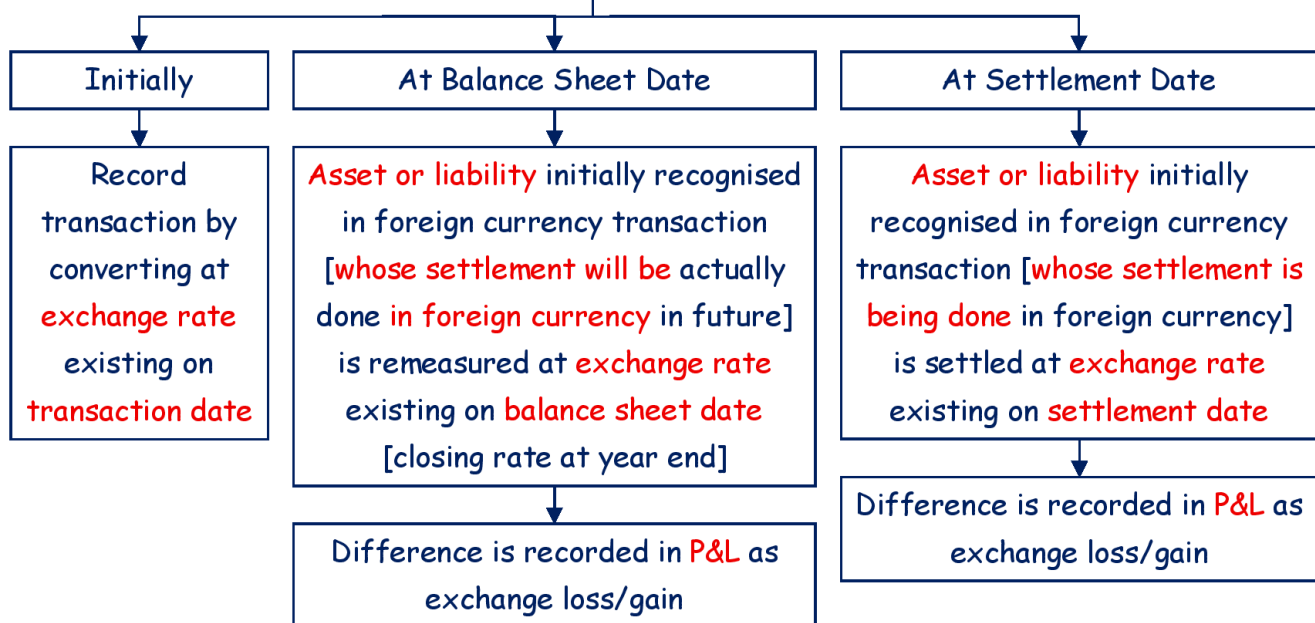 Initially
At Balance Sheet Date
At Settlement Date
Record
transaction by
converting at
exchange rate
existing on
transaction date
Asset or liability initially recognised
in foreign currency transaction
[whose settlement will be actually
done in foreign currency in future]
is remeasured at exchange rate
existing on balance sheet date
[closing rate at year end]
Asset or liability initially
recognised in foreign currency
transaction [whose settlement is
being done in foreign currency]
is settled at exchange rate
existing on settlement date
Difference is recorded in P&L as
exchange loss/gain
Difference is recorded in P&L as
exchange loss/gain